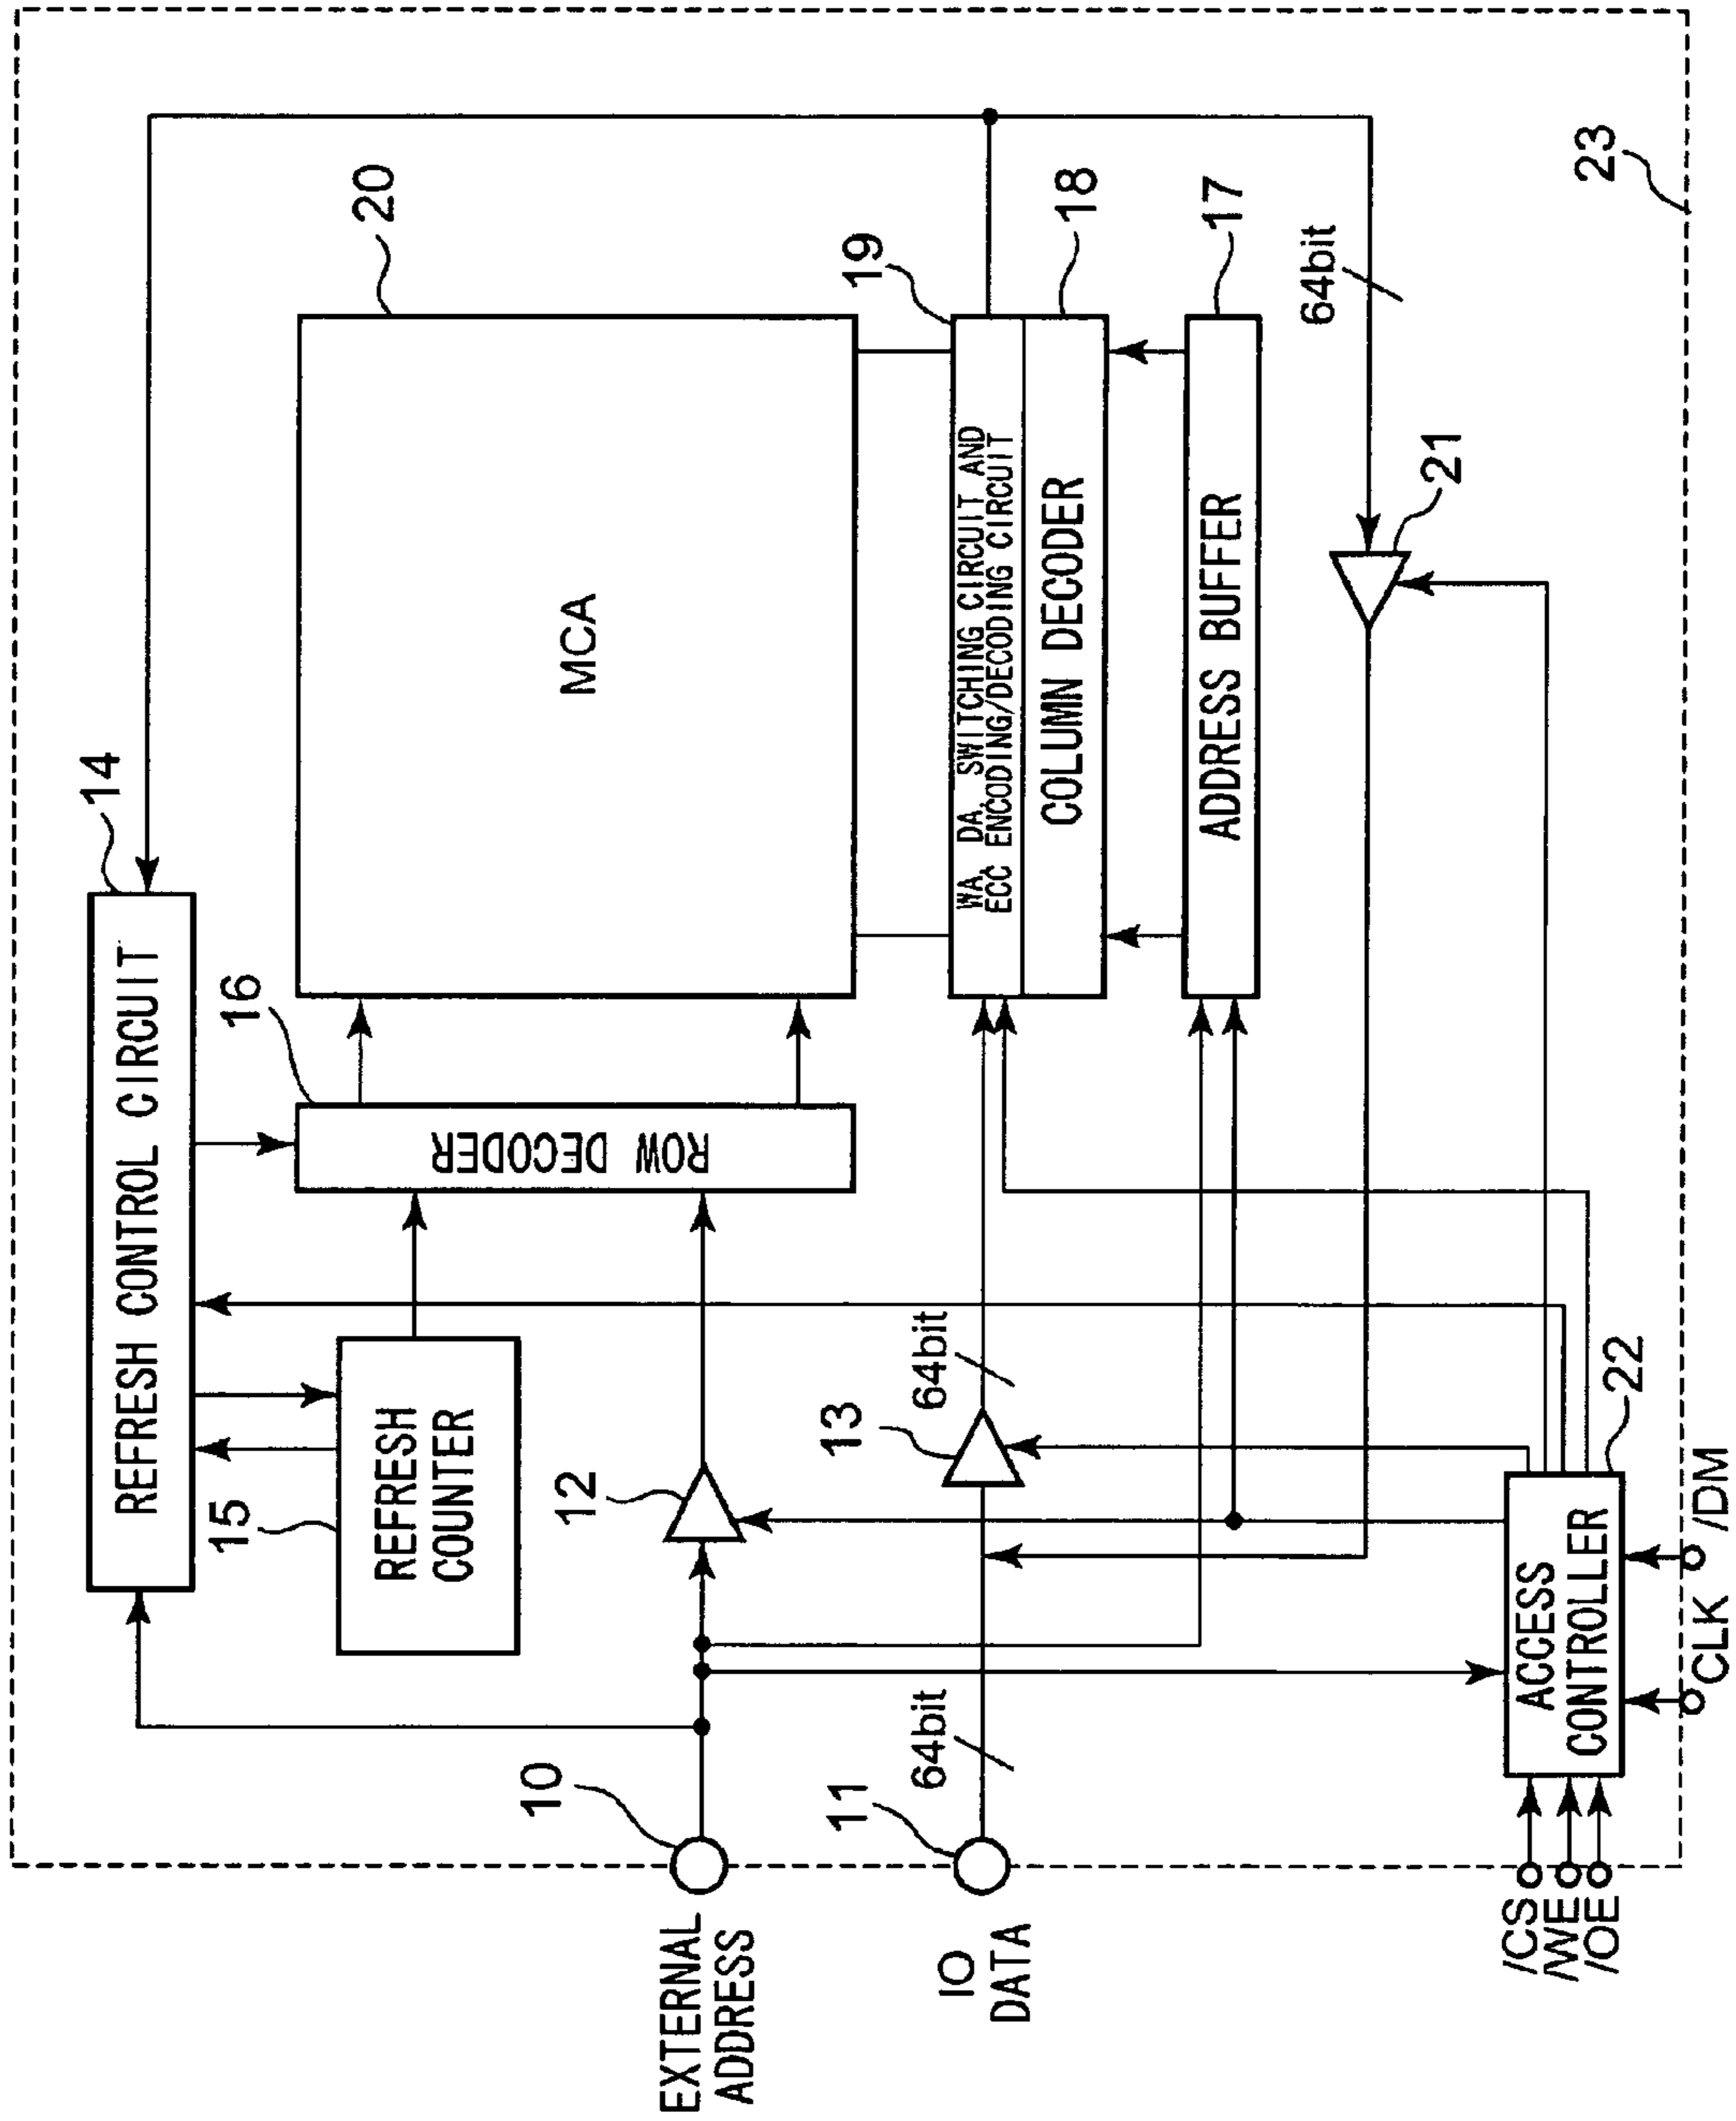 14
REFRESH CONTROL CIRCUIT
15
REFRESH
COUNTER
16
ROW DECODER
20
MCA
EXTERNAL
ADDRESS
10
12
IO
DATA
11
64bit
13
64bit
19
WA, DA, SWITCHING CIRCUIT AND
ECC ENCODING/DECODING CIRCUIT
18
COLUMN DECODER
17
ADDRESS BUFFER
64bit
21
/CS
/WE
/OE
ACCESS
CONTROLLER
22
CLK
/DM
23